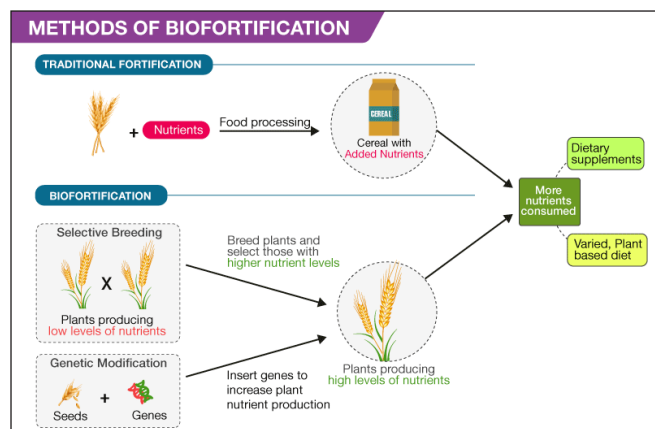 METHODS OF BIOFORTIFICATION
TRADITIONAL FORTIFICATION
+ Nutrients
Food processing
CEREAL
Cereal with
Added Nutrients
Dietary
supplements
More
nutrients
consumed
Varied, Plant
based diet
BIOFORTIFICATION
Selective Breeding
X
Plants producing
low levels of nutrients
Breed plants and
select those with
higher nutrient levels
Plants producing
high levels of nutrients
Genetic Modification
+
Seeds
Genes
Insert genes to
increase plant
nutrient production